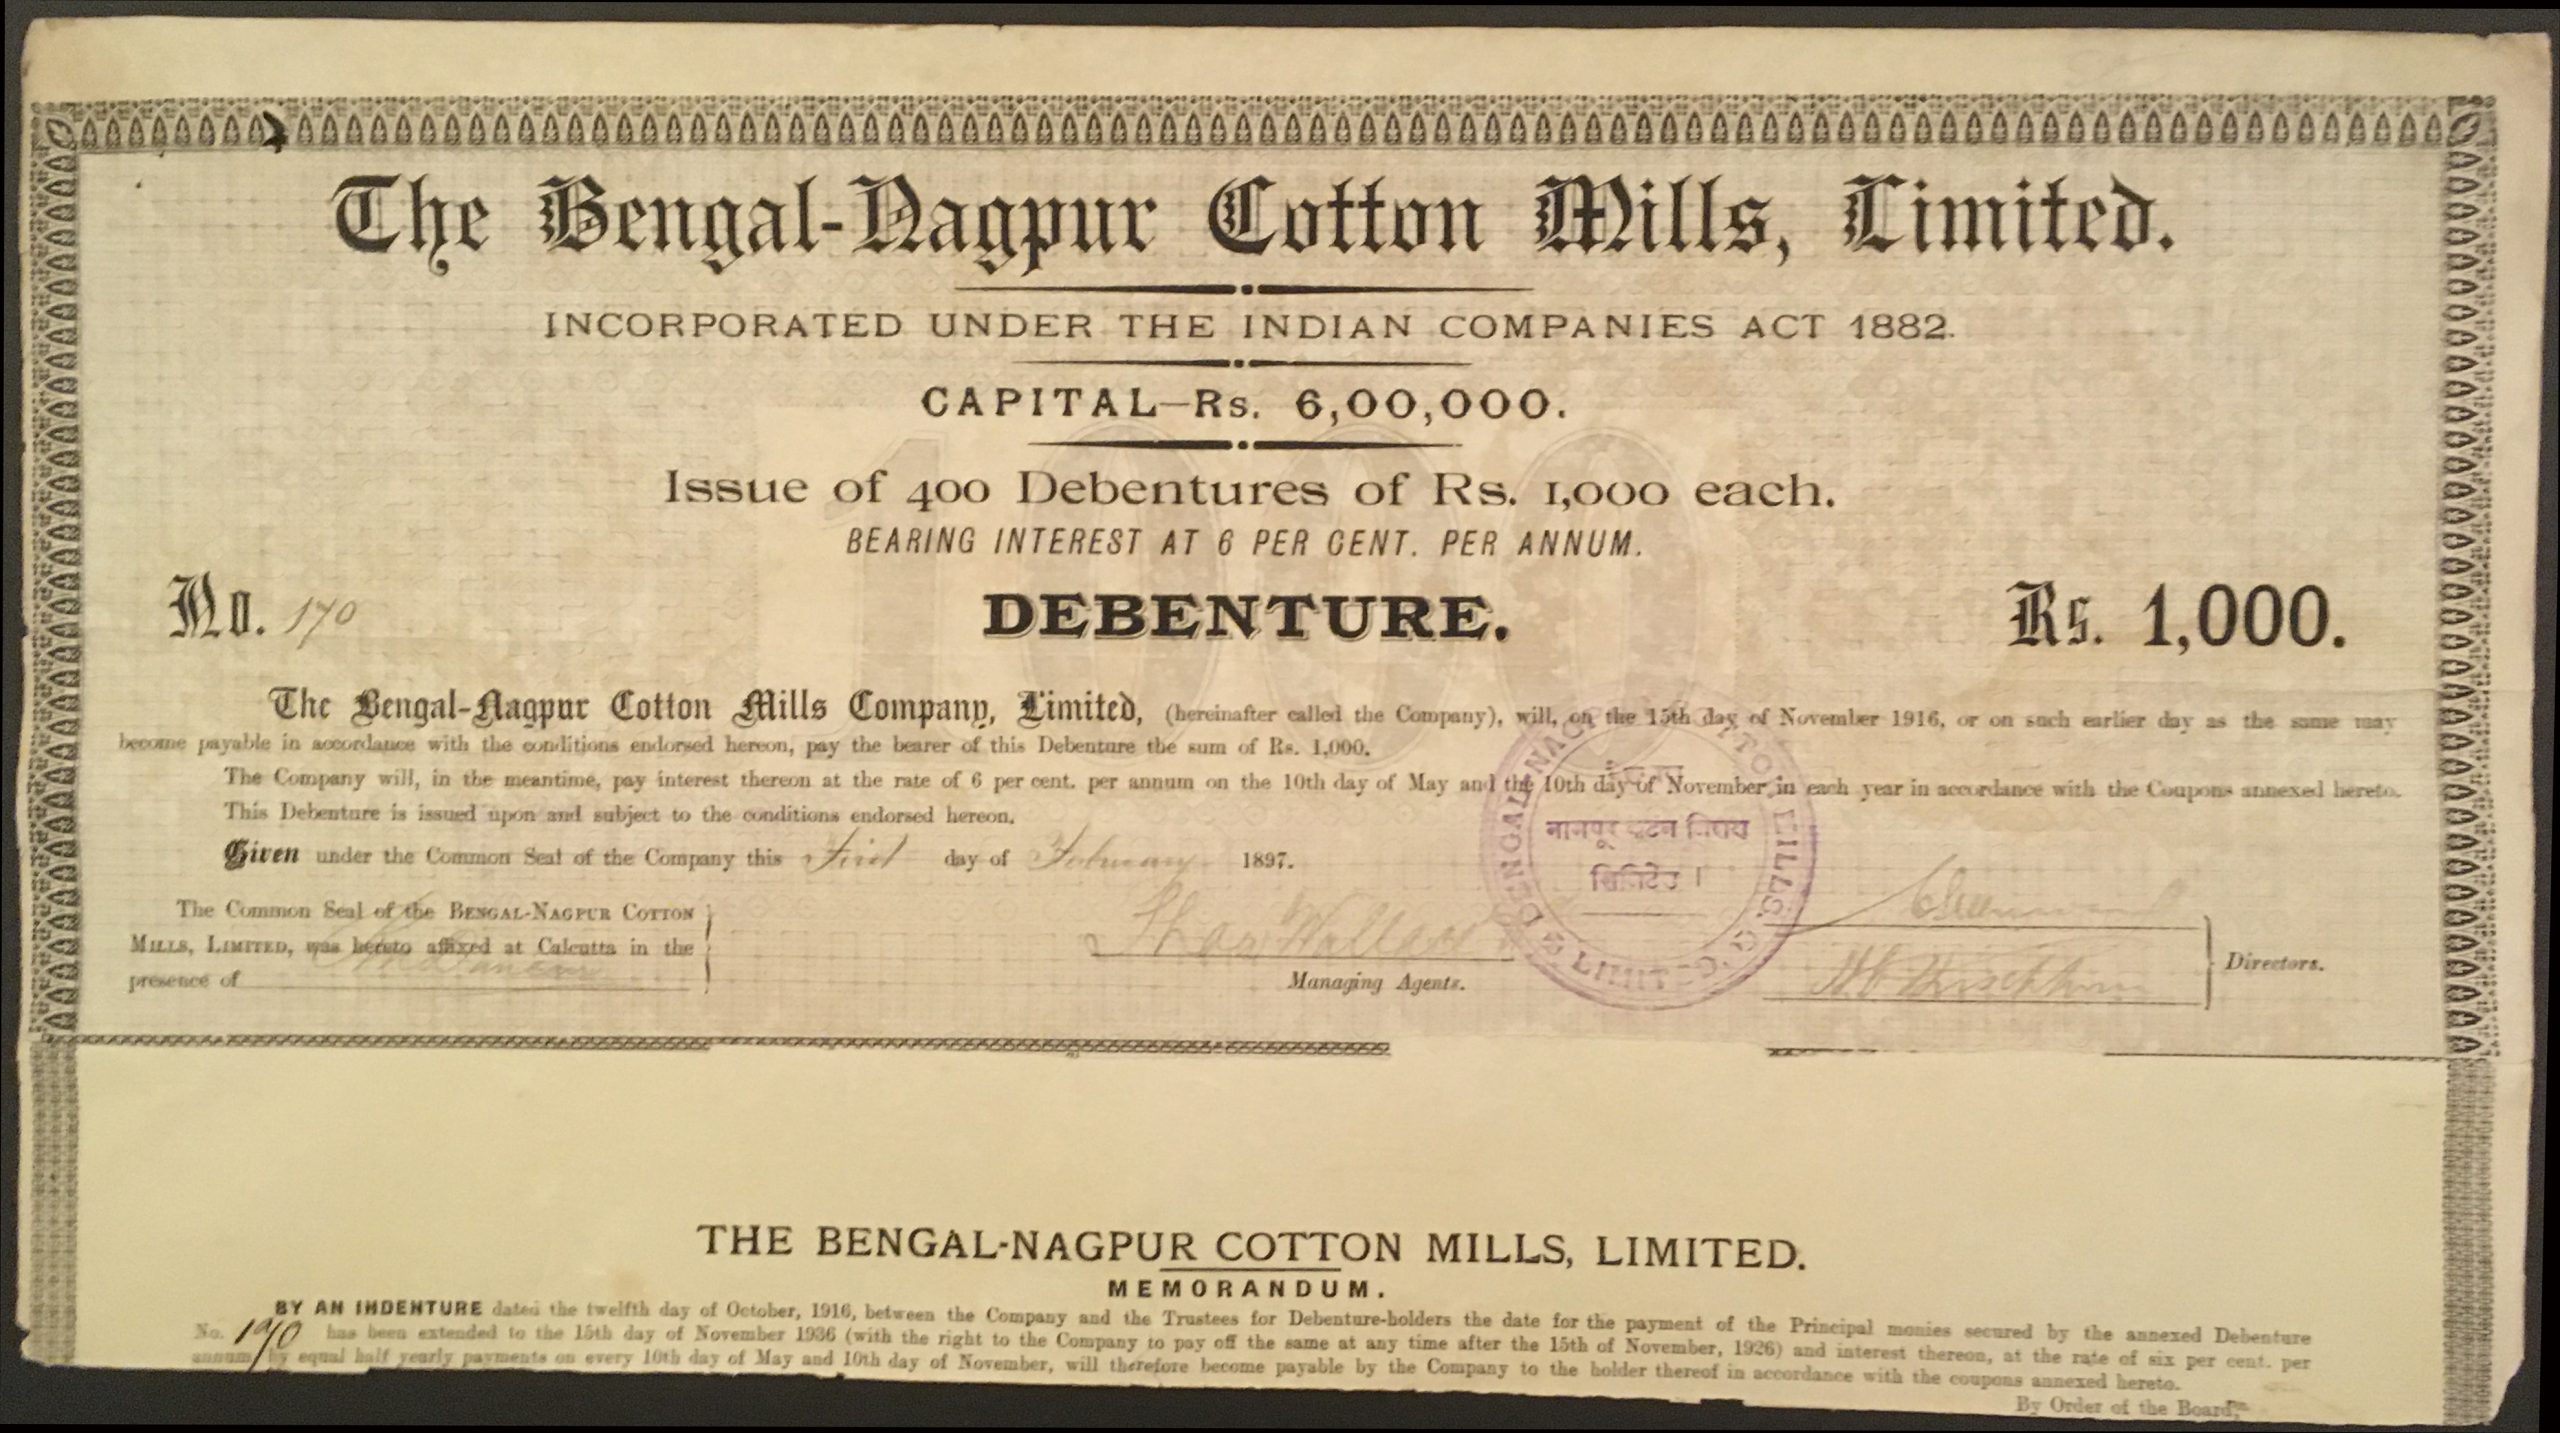 The Bengal-Nagpur Cotton Mills, Limited.
INCORPORATED UNDER THE INDIAN COMPANIES ACT 1882.
CAPITAL—Rs. 6,00,000.
Issue of 400 Debentures of Rs. 1,000 each.
BEARING INTEREST AT 6 PER CENT. PER ANNUM.
No. 170 DEBENTURE. Rs. 1,000.
1000
The Bengal-Nagpur Cotton Mills Company, Limited, (hereinafter called the Company), will, on the 15th day of November 1916, or on such earlier day as the same may
become payable in accordance with the conditions endorsed hereon, pay the bearer of this Debenture the sum of Rs. 1,000.
The Company will, in the meantime, pay interest thereon at the rate of 6 per cent. per annum on the 10th day of May and the 10th day of November in each year in accordance with the Coupons annexed hereto.
This Debenture is issued upon and subject to the conditions endorsed hereon.
Given under the Common Seal of the Company this First day of February 1897.
The Common Seal of the BENGAL-NAGPUR COTTON
MILLS, LIMITED, was hereto affixed at Calcutta in the
presence of
Thos Wallace
Managing Agents.
Directors.
BENGAL-NAGPUR COTTON MILLS. LIMITED.
नागपूर
THE BENGAL-NAGPUR COTTON MILLS, LIMITED.
MEMORANDUM.
BY AN INDENTURE dated the twelfth day of October, 1916, between the Company and the Trustees for Debenture-holders the date for the payment of the Principal monies secured by the annexed Debenture
No. 170 has been extended to the 15th day of November 1936 (with the right to the Company to pay off the same at any time after the 15th of November, 1926) and interest thereon, at the rate of six per cent. per
annum by equal half yearly payments on every 10th day of May and 10th day of November, will therefore become payable by the Company to the holder thereof in accordance with the coupons annexed hereto.
By Order of the Board,